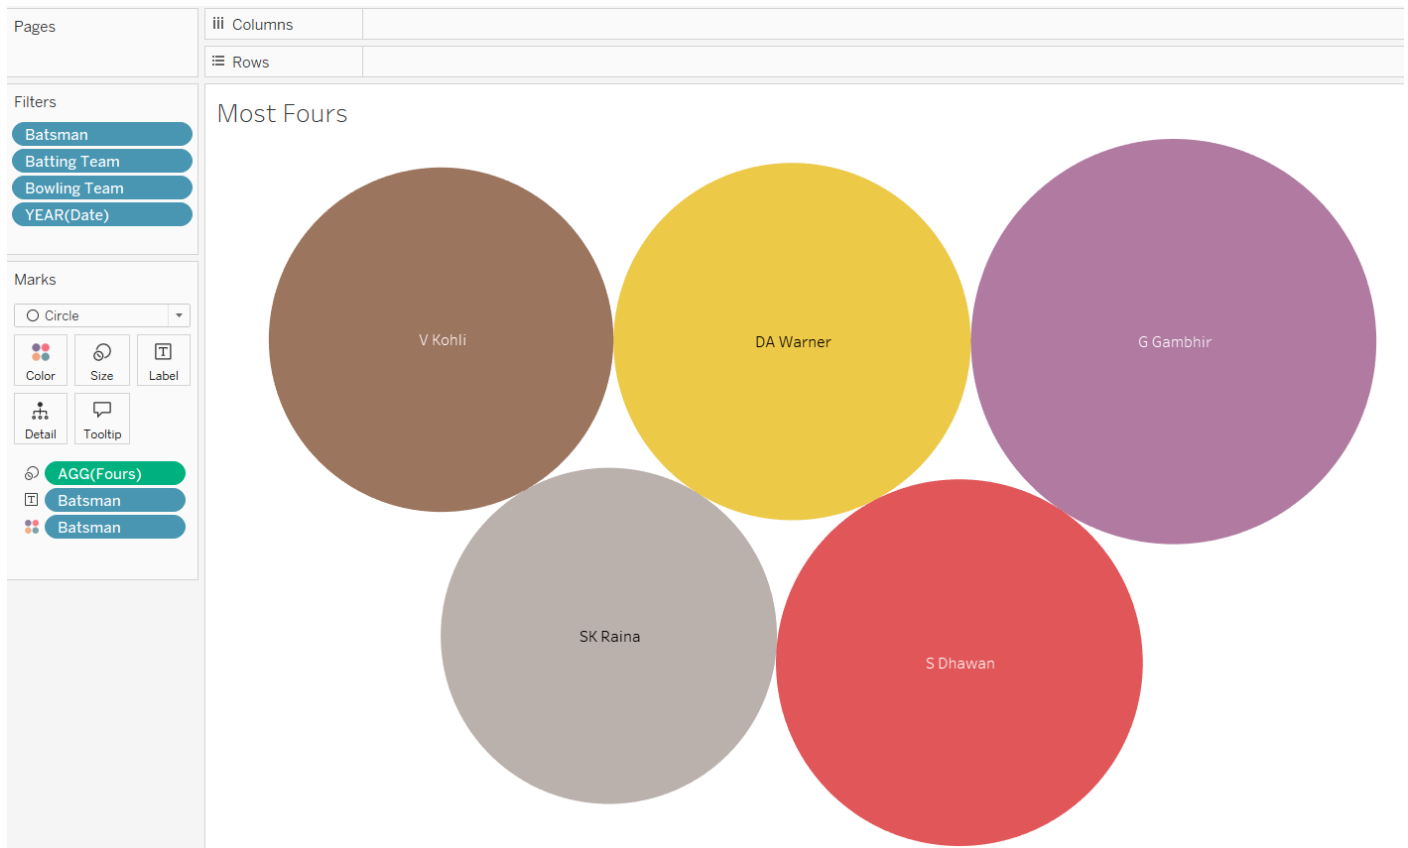 Pages
Filters
Batsman
Batting Team
Bowling Team
YEAR(Date)
Marks
Circle
Color
Size
T
Label
Detail
Tooltip
AGG(Fours)
T
Batsman
Batsman
Columns
Rows
Most Fours
V Kohli
DA Warner
G Gambhir
SK Raina
S Dhawan